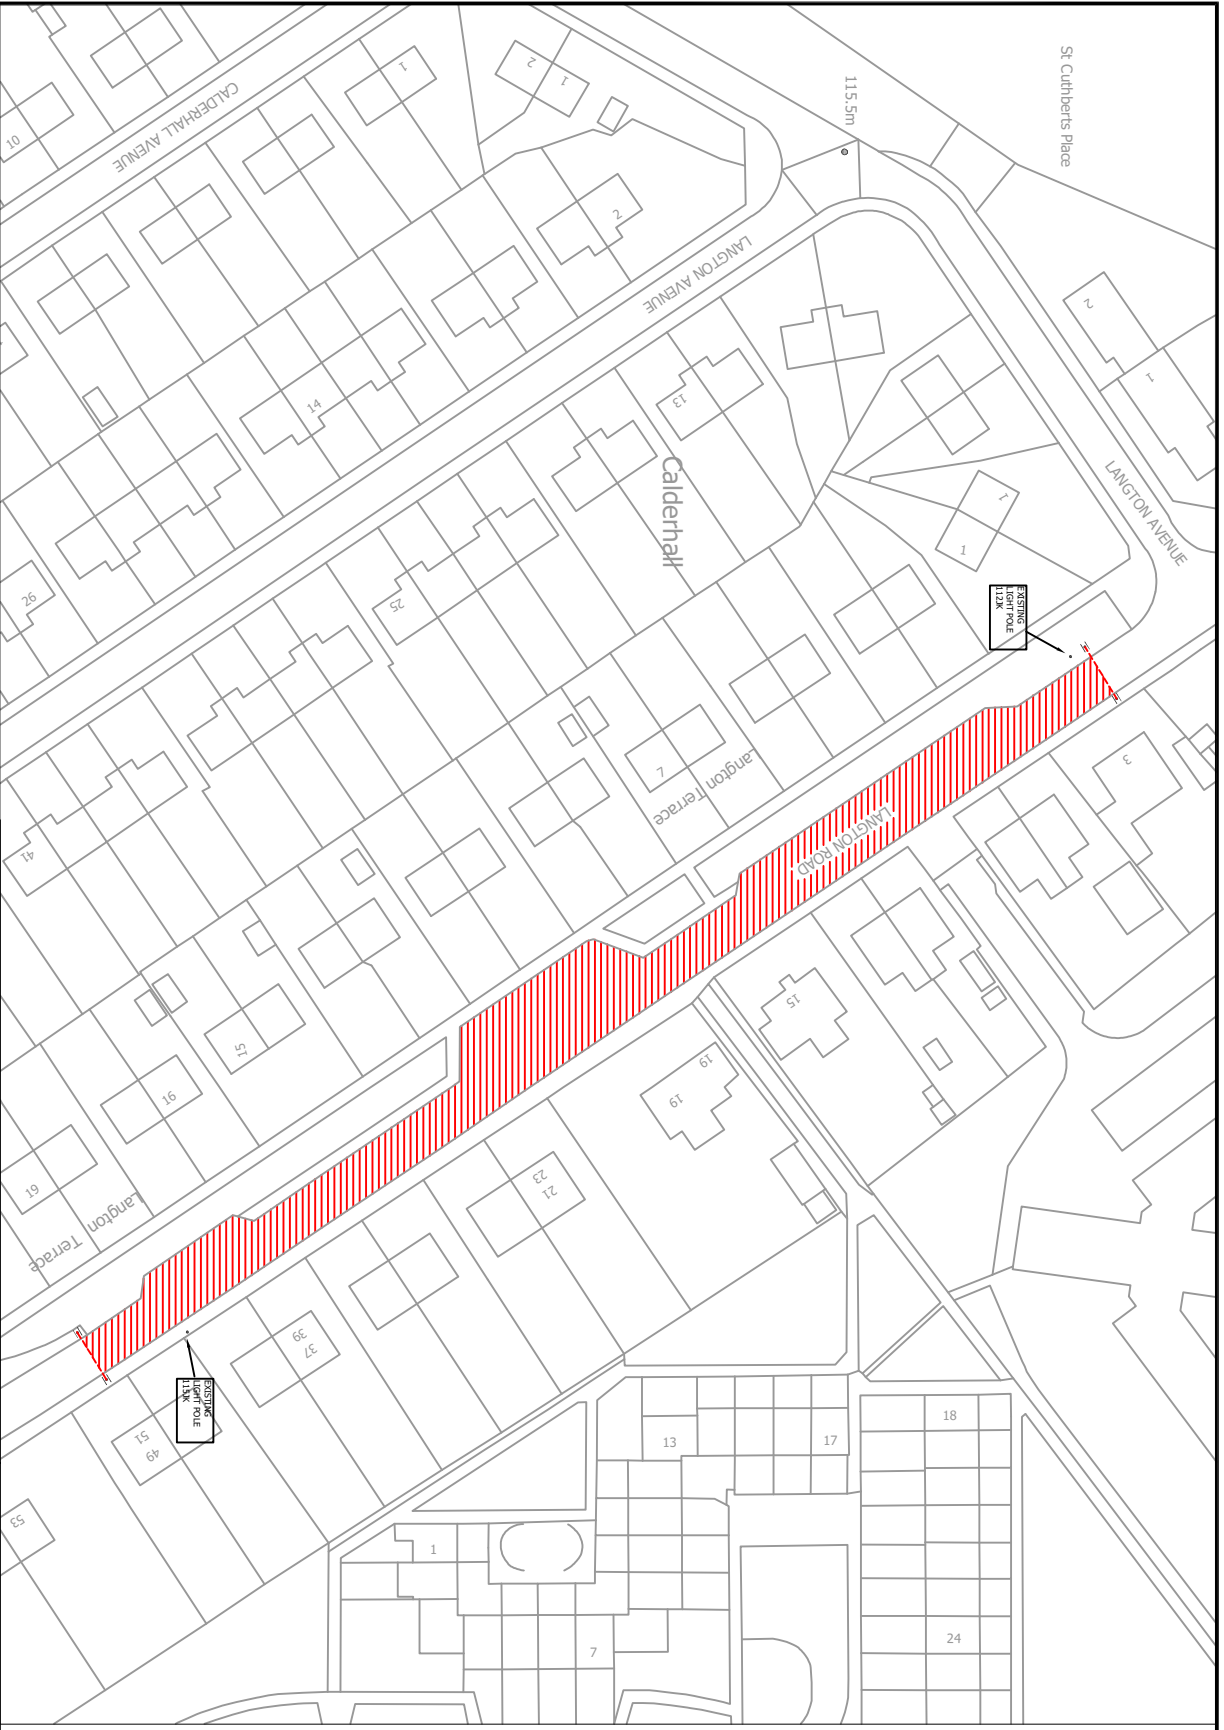 St Cuthberts Place
115.5m
CALDERHALL AVENUE
10
1
2
1
2
LANGTON AVENUE
2
1
14
13
Calderhall
LANGTON AVENUE
1
1
25
26
EXISTING
LIGHT POLE
112JK
7
Langton Terrace
3
LANGTON ROAD
41
15
15
16
19
19
19
Langton Terrace
23
21
39
37
EXISTING
LIGHT POLE
115JK
51
49
53
13
17
18
1
7
24